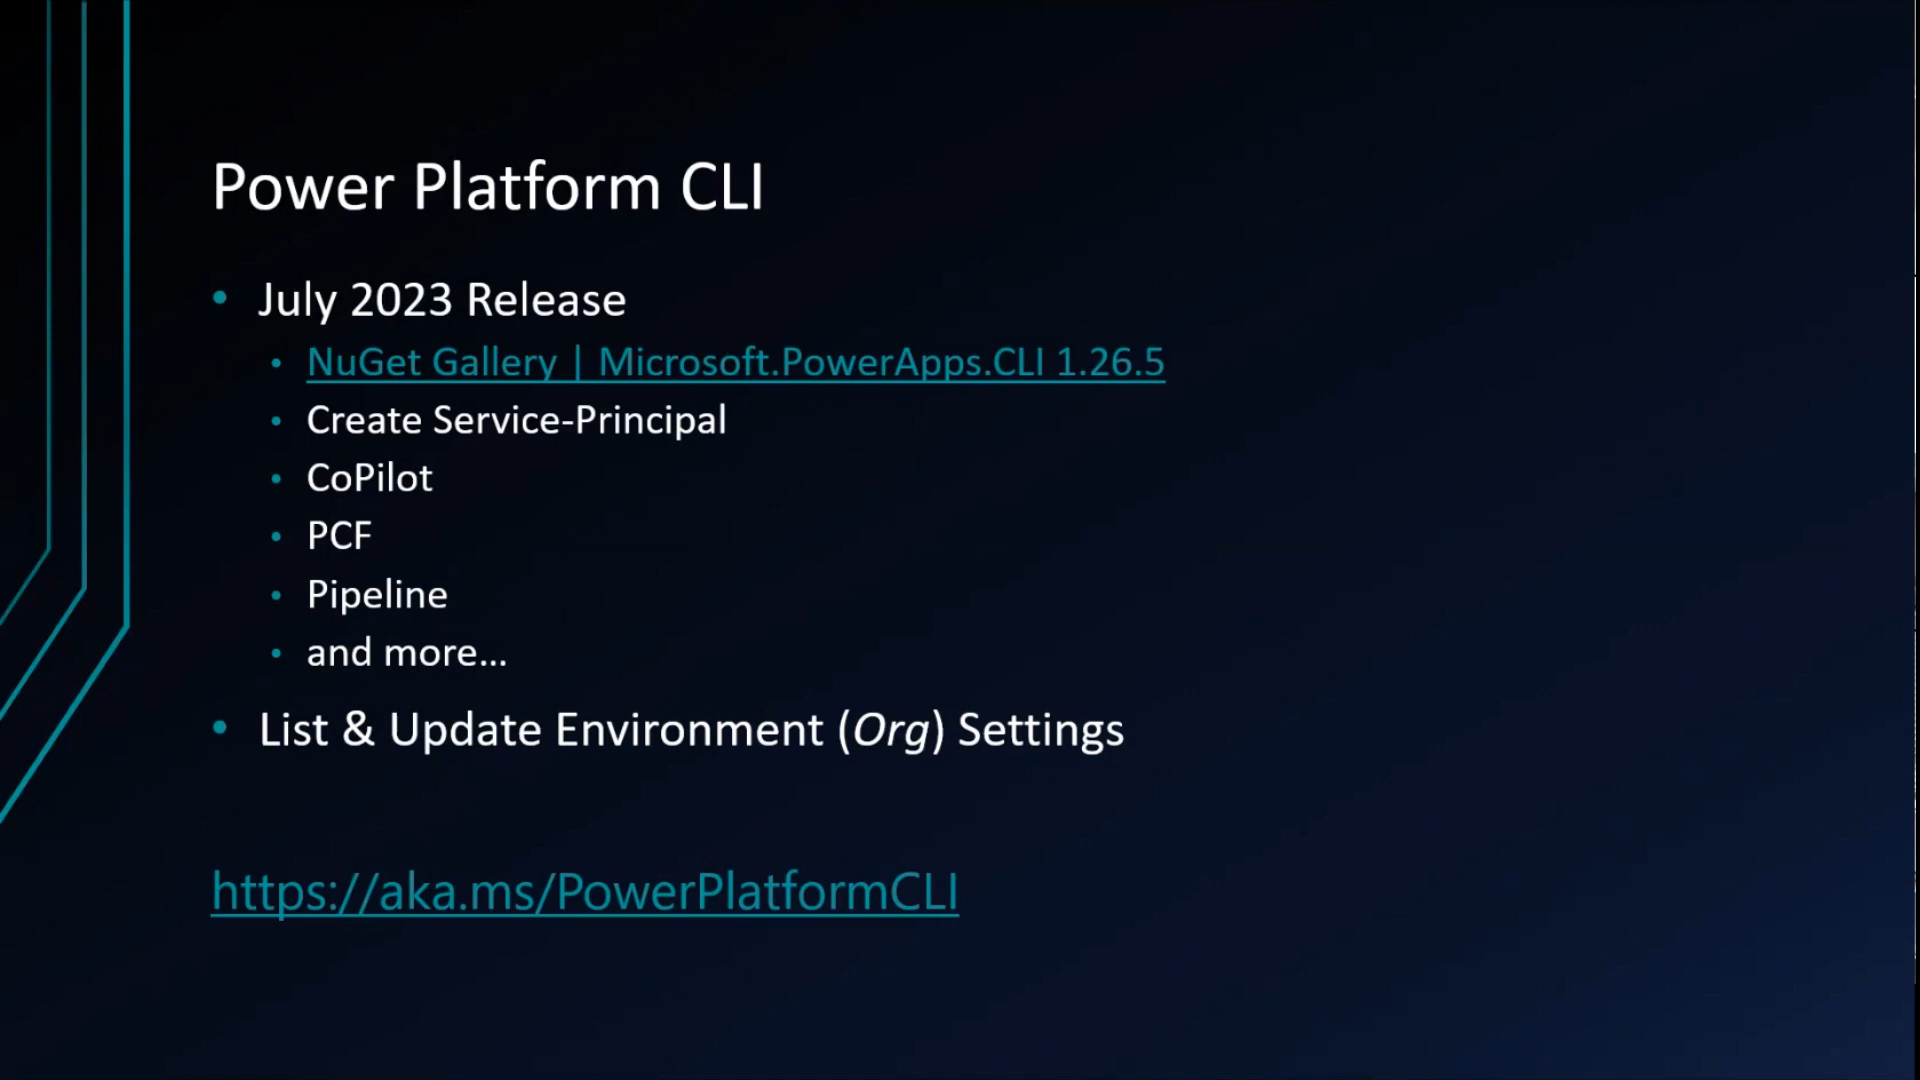 Power Platform CLI
• July 2023 Release
• NuGet Gallery | Microsoft.PowerApps.CLI 1.26.5
• Create Service-Principal
• CoPilot
• PCF
• Pipeline
• and more...
• List & Update Environment (Org) Settings
https://aka.ms/PowerPlatformCLI